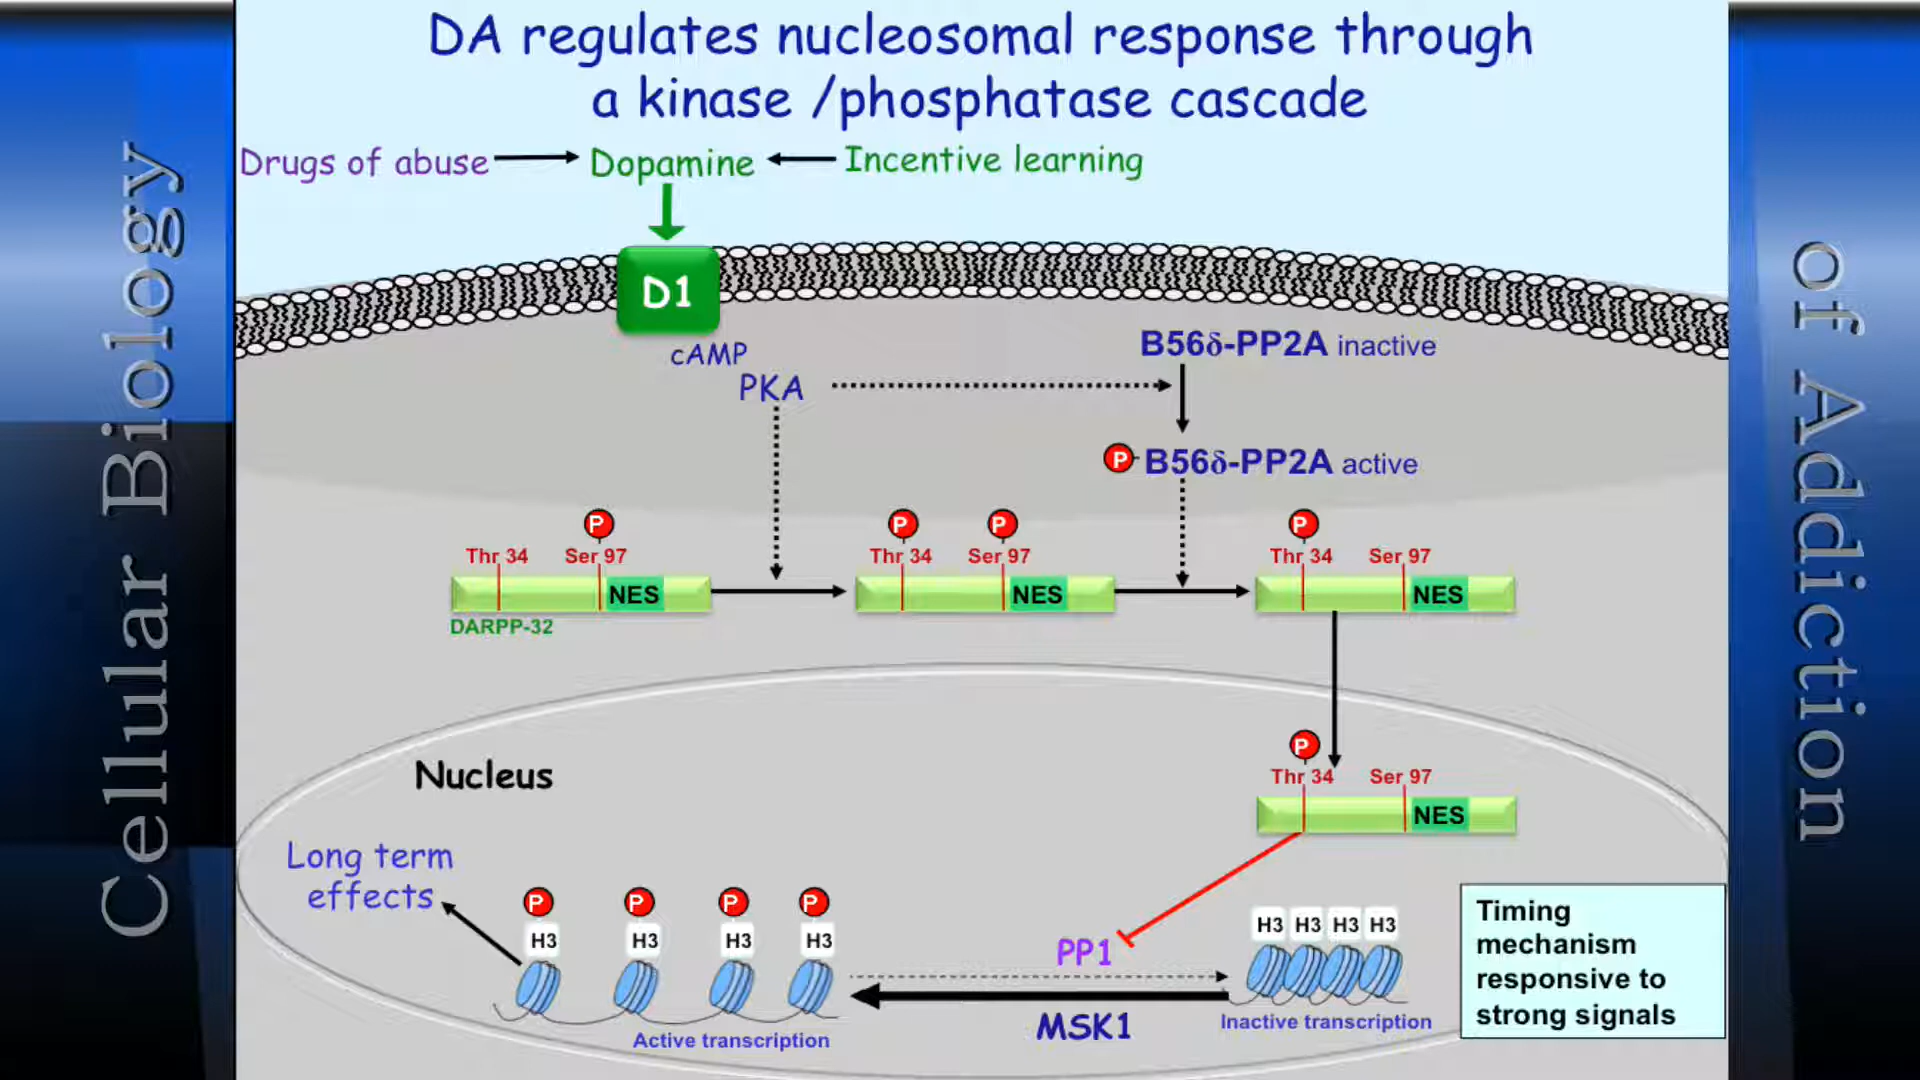 DA regulates nucleosomal response through
a kinase /phosphatase cascade
Drugs of abuse
Dopamine
Incentive learning
D1
cAMP
PKA
B56δ-PP2A inactive
P
B56δ-PP2A active
P
Thr 34
Ser 97
NES
DARPP-32
P
P
Thr 34
Ser 97
NES
P
Thr 34
Ser 97
NES
Nucleus
P
Thr 34
Ser 97
NES
Long term
effects
P
P
P
P
H3
H3
H3
H3
Active transcription
PP1
MSK1
H3
H3
H3
H3
Inactive transcription
Timing
mechanism
responsive to
strong signals
Cellular Biology
of Addiction